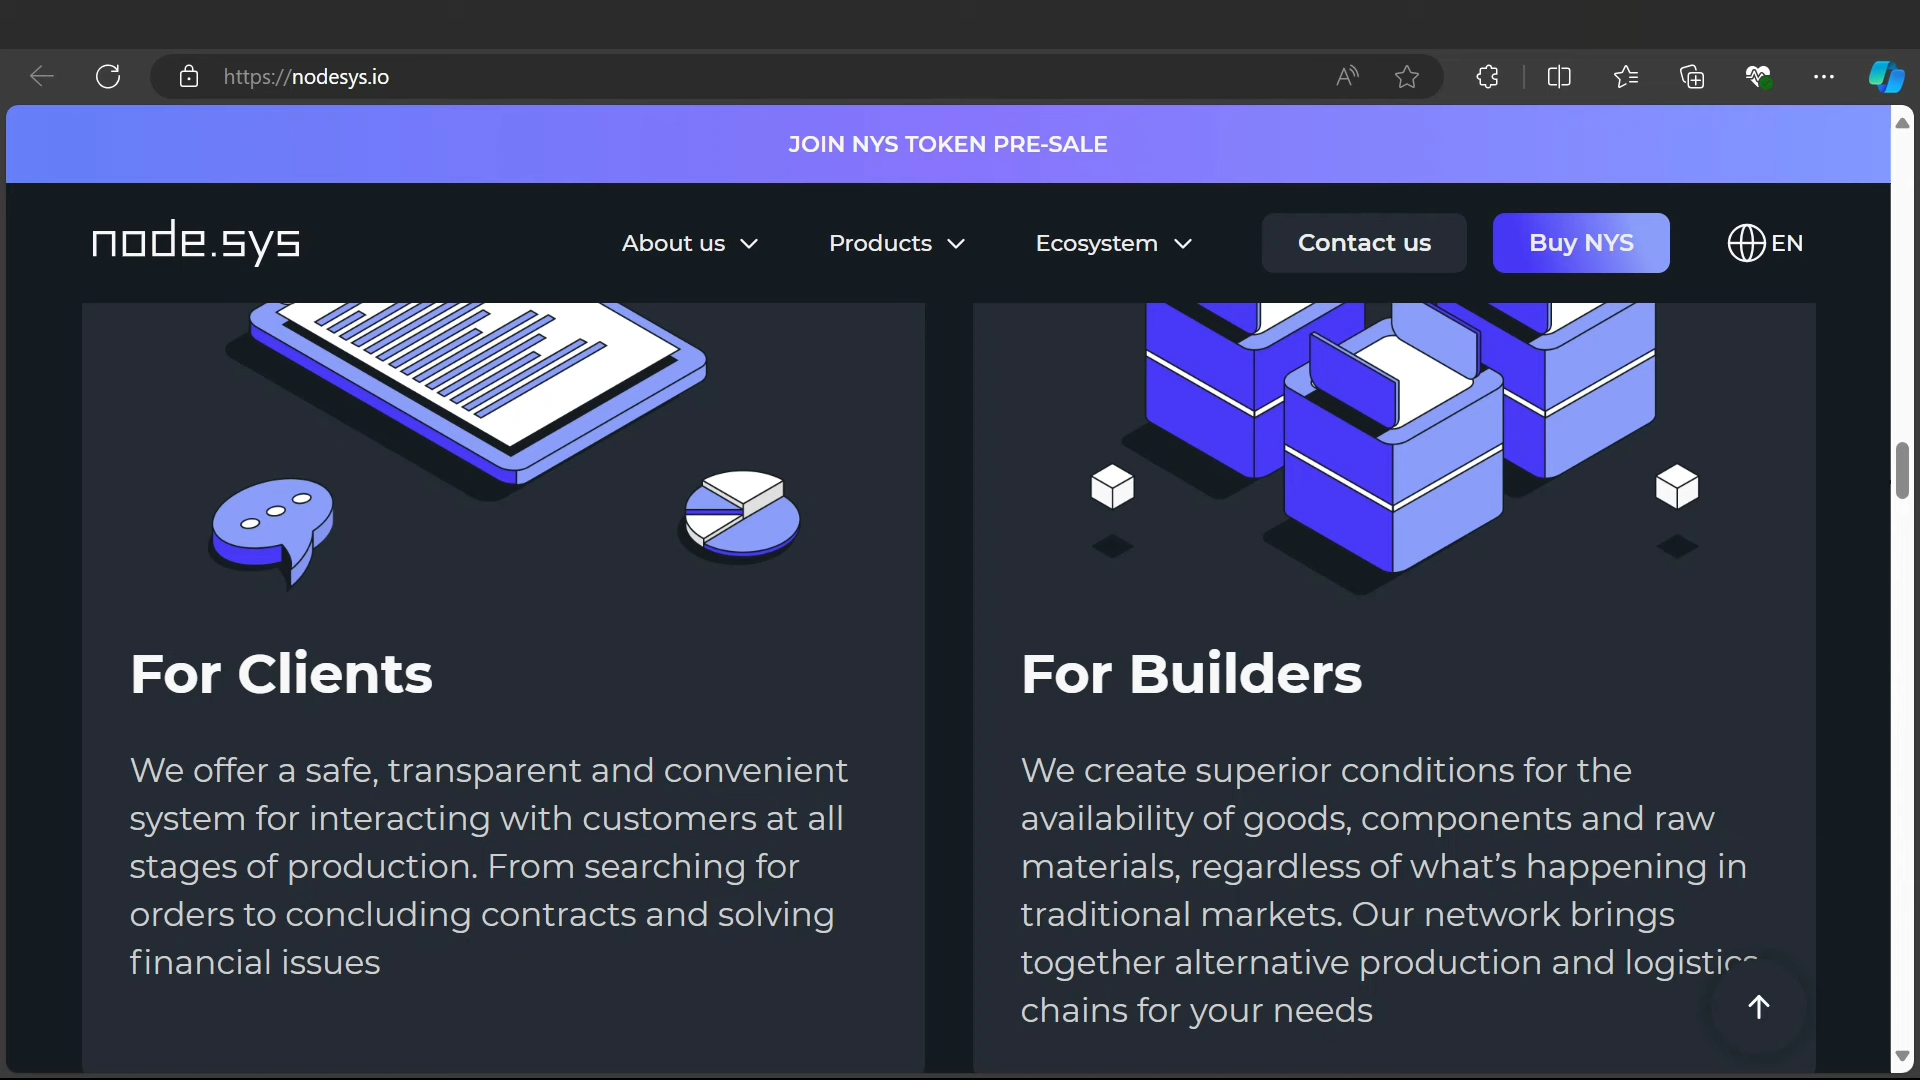 https://nodesys.io
JOIN NYS TOKEN PRE-SALE
node.sys
About us
Products
Ecosystem
Contact us
Buy NYS
EN
For Clients
We offer a safe, transparent and convenient
system for interacting with customers at all
stages of production. From searching for
orders to concluding contracts and solving
financial issues
For Builders
We create superior conditions for the
availability of goods, components and raw
materials, regardless of what’s happening in
traditional markets. Our network brings
together alternative production and logistics
chains for your needs